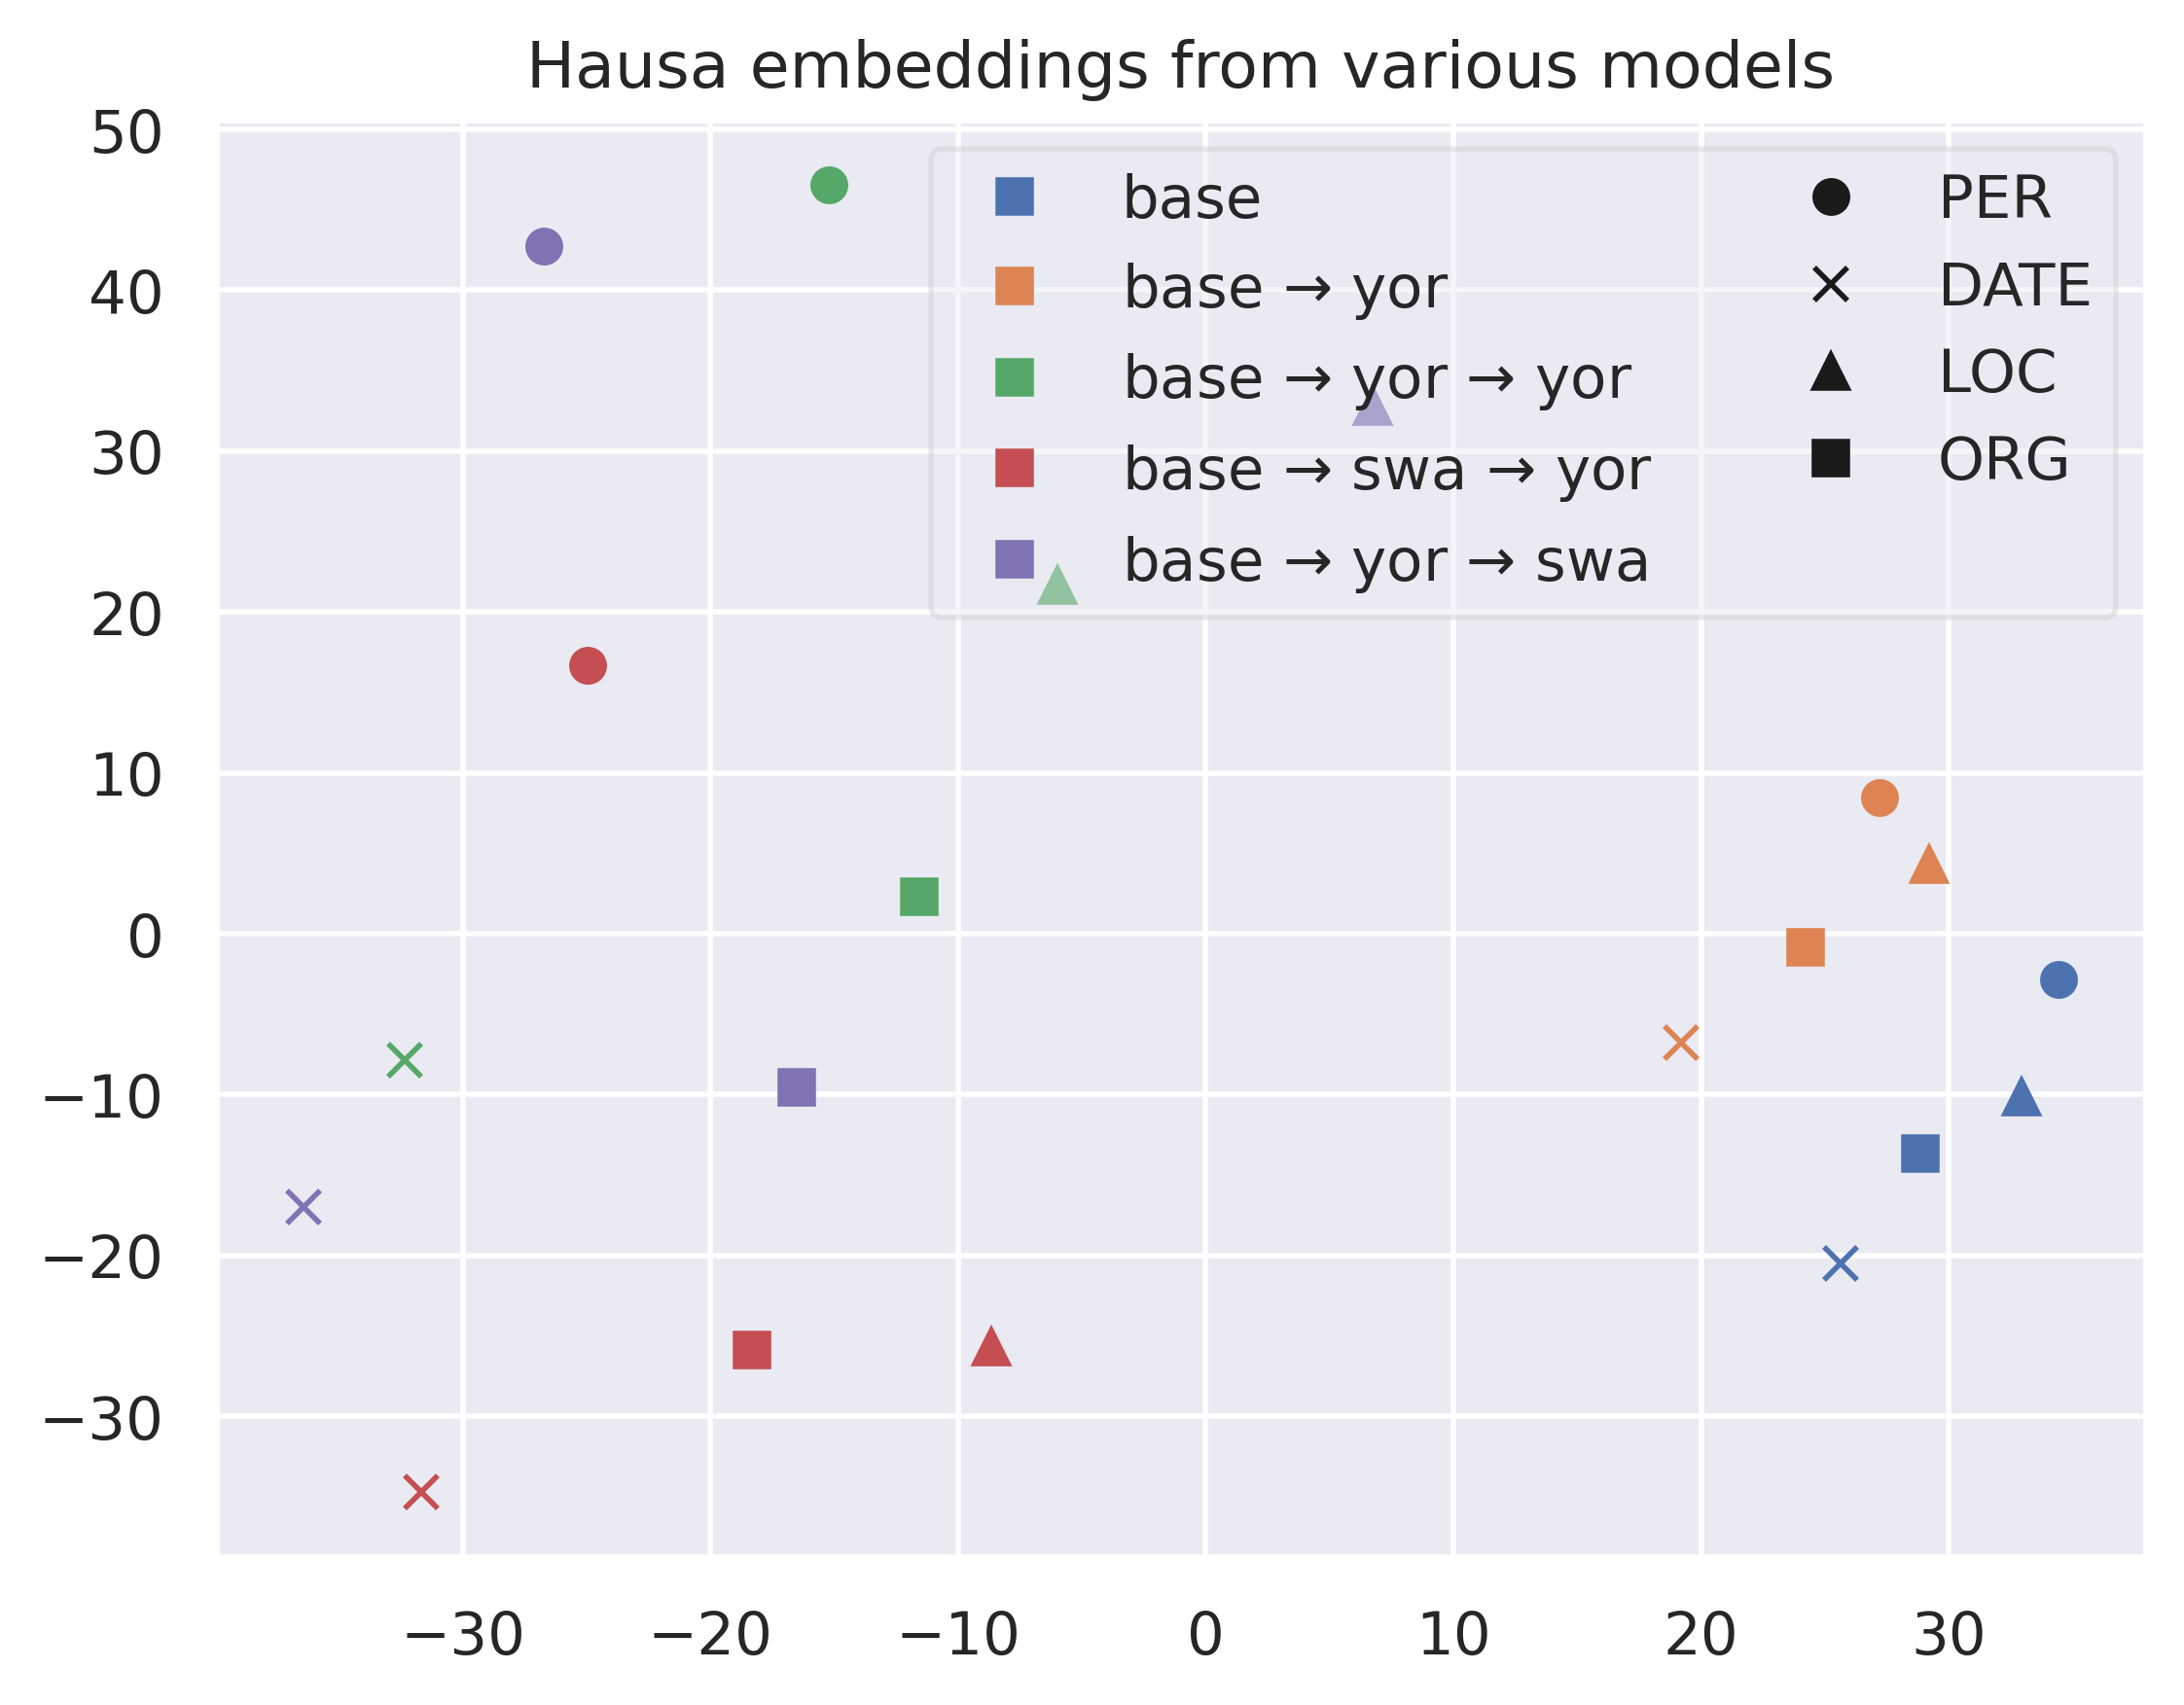 Hausa embeddings from various models
50
40
30
20
10
0
−10
−20
−30
base
base → yor
base → yor → yor
base → swa → yor
base → yor → swa
PER
DATE
LOC
ORG
−30 −20 −10 0 10 20 30